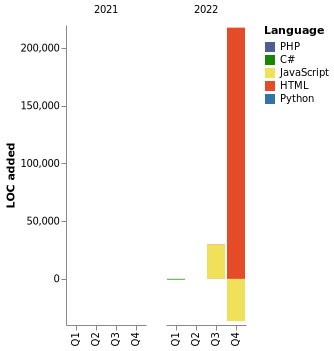 2021
2022
Language
PHP
C#
JavaScript
HTML
Python
LOC added
200,000
150,000
100,000
50,000
0
Q1
Q2
Q3
Q4
Q1
Q2
Q3
Q4